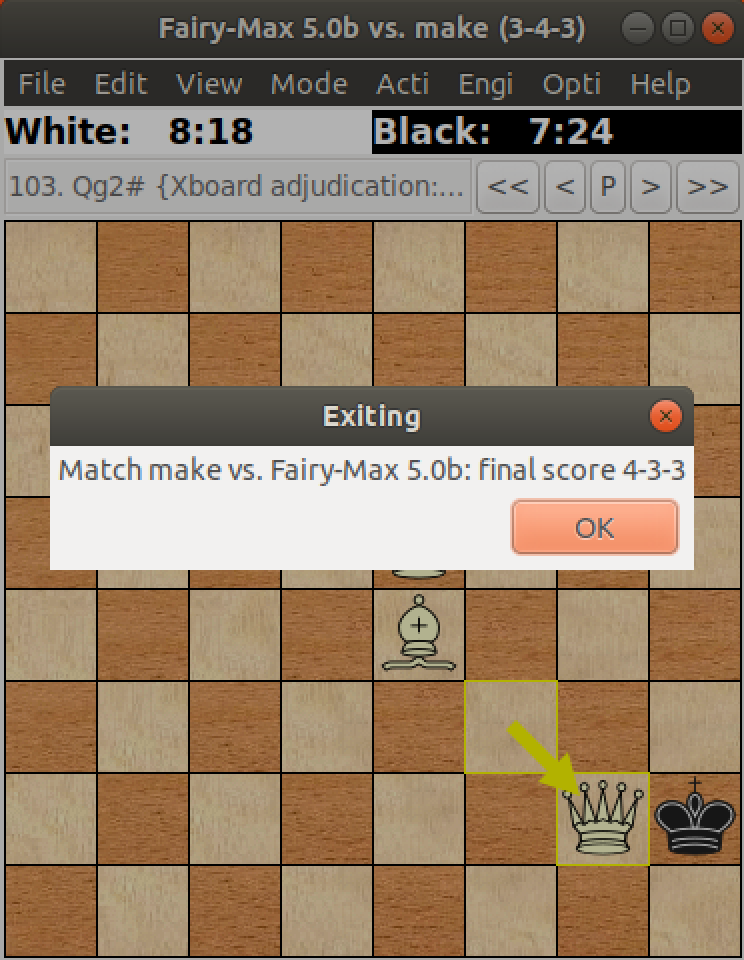 Fairy-Max 5.0b vs. make (3-4-3)
File Edit View Mode Acti Engi Opti Help
White: 8:18 Black: 7:24
103. Qg2# {Xboard adjudication:... << < P > >>
Exiting
Match make vs. Fairy-Max 5.0b: final score 4-3-3
OK